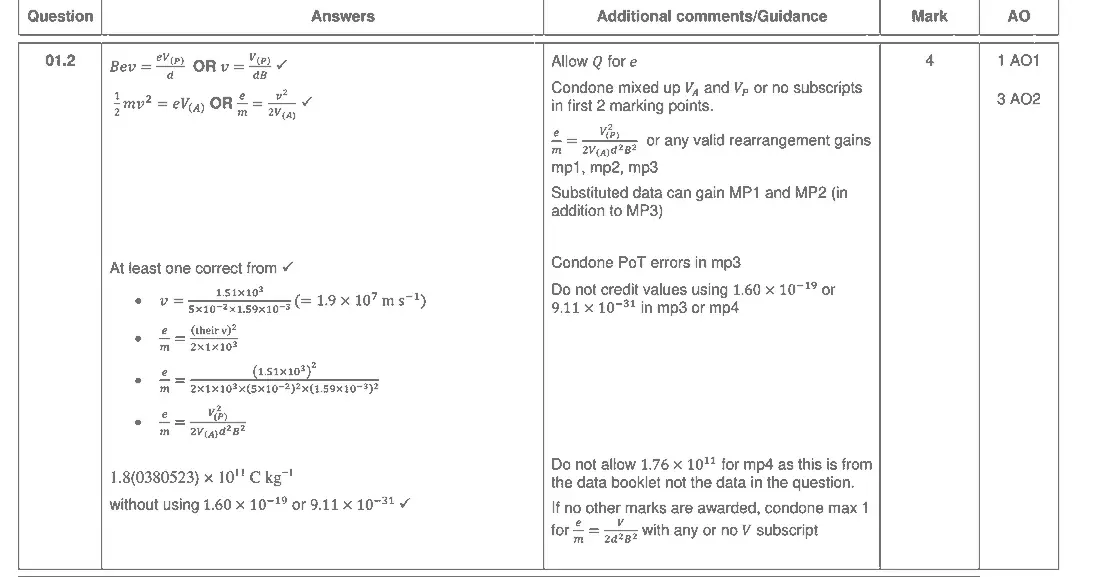 Question Answers Additional comments/Guidance Mark AO
01.2 Bev = eV(P)/d OR v = V(P)/dB ✓ Allow Q for e 4 1 AO1
½mv² = eV(A) OR e/m = v²/2V(A) ✓ Condone mixed up V_A and V_P or no subscripts 3 AO2
in first 2 marking points.
e/m = V²(P)/2V(A)d²B² or any valid rearrangement gains
mp1, mp2, mp3
Substituted data can gain MP1 and MP2 (in
addition to MP3)
At least one correct from ✓ Condone PoT errors in mp3
• v = 1.51×10³/5×10⁻²×1.59×10⁻³ (= 1.9 × 10⁷ m s⁻¹) Do not credit values using 1.60 × 10⁻¹⁹ or
9.11 × 10⁻³¹ in mp3 or mp4
• e/m = (their v)²/2×1×10³
• e/m = (1.51×10³)²/2×1×10³×(5×10⁻²)²×(1.59×10⁻³)²
• e/m = V²(P)/2V(A)d²B²
1.8(0380523) × 10¹¹ C kg⁻¹ Do not allow 1.76 × 10¹¹ for mp4 as this is from
the data booklet not the data in the question.
without using 1.60 × 10⁻¹⁹ or 9.11 × 10⁻³¹ ✓ If no other marks are awarded, condone max 1
for e/m = V/2d²B² with any or no V subscript